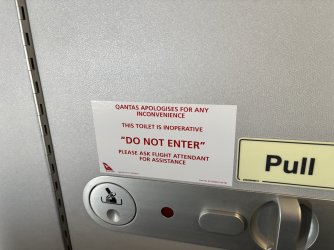 QANTAS APOLOGISES FOR ANY
INCONVENIENCE
THIS TOILET IS INOPERATIVE
"DO NOT ENTER"
PLEASE ASK FLIGHT ATTENDANT
FOR ASSISTANCE
Pull